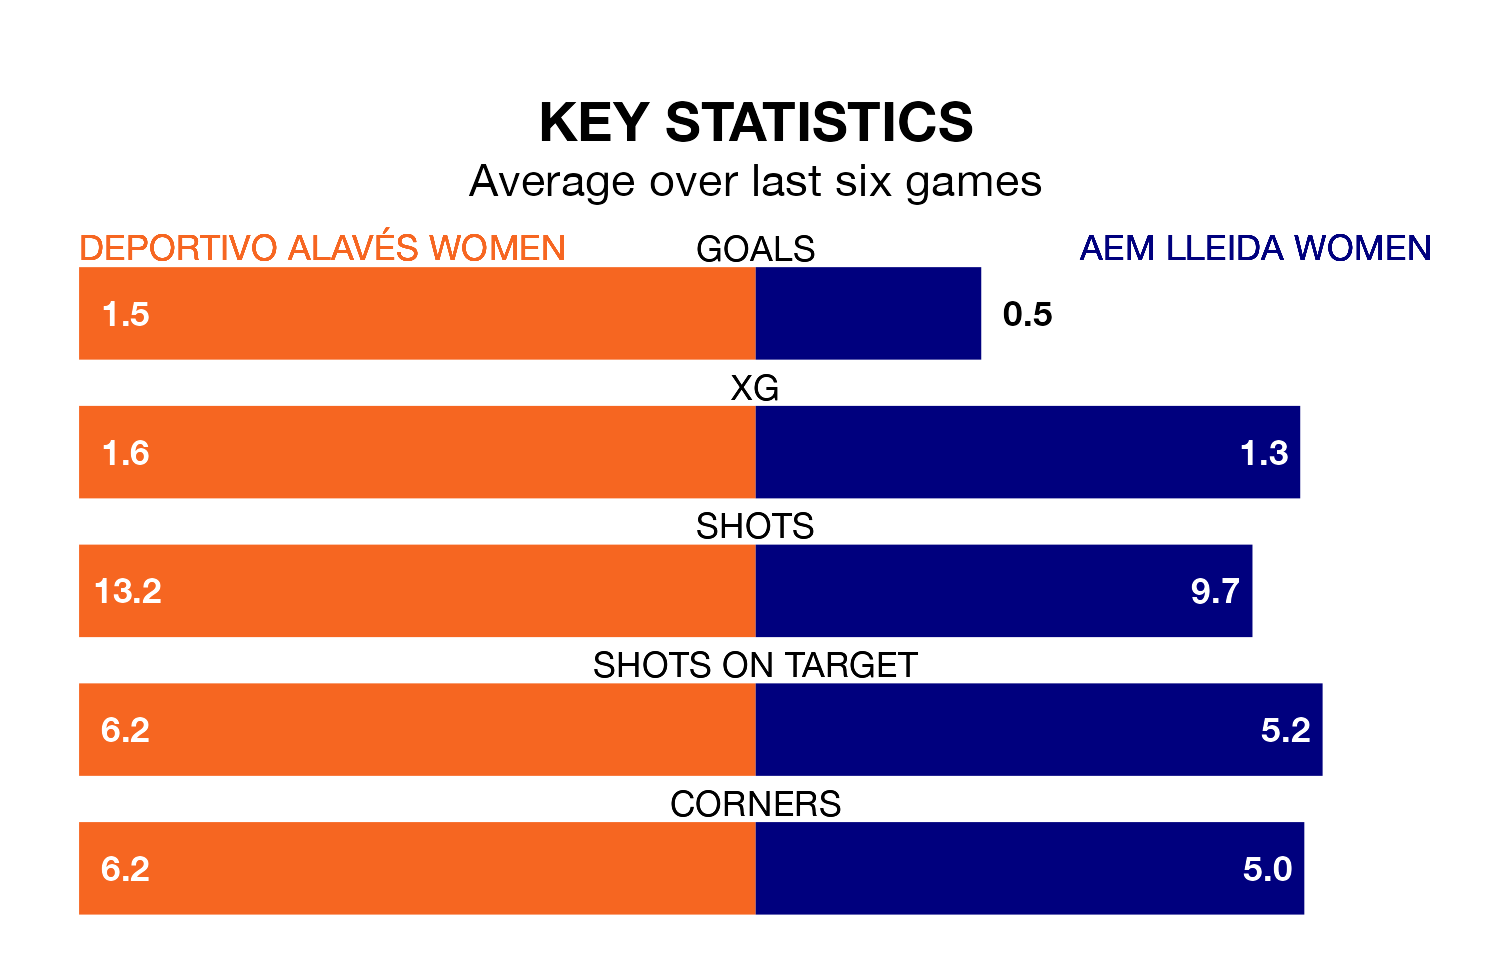 KEY STATISTICS
Average over last six games
DEPORTIVO ALAVÉS WOMEN GOALS AEM LLEIDA WOMEN
1.5 0.5
XG
1.6 1.3
SHOTS
13.2 9.7
SHOTS ON TARGET
6.2 5.2
CORNERS
6.2 5.0